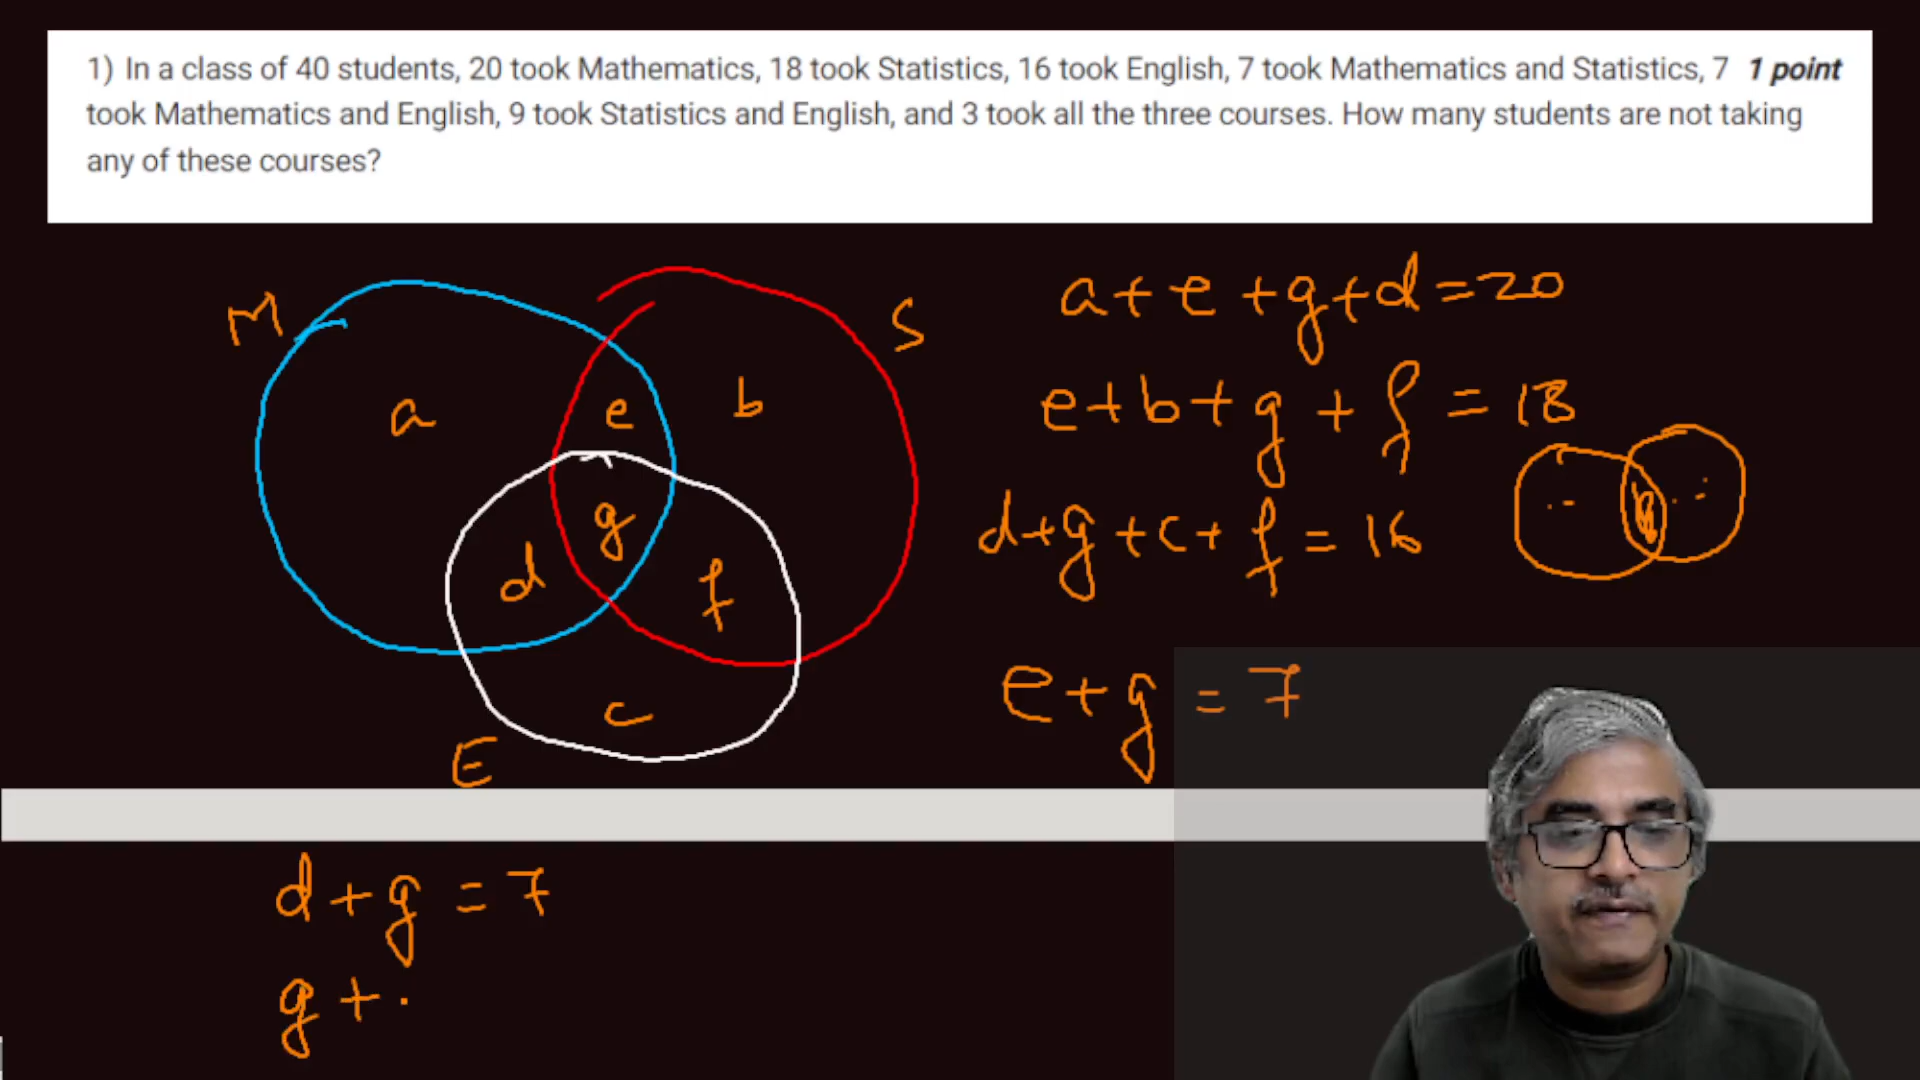 1) In a class of 40 students, 20 took Mathematics, 18 took Statistics, 16 took English, 7 took Mathematics and Statistics, 7 1 point
took Mathematics and English, 9 took Statistics and English, and 3 took all the three courses. How many students are not taking
any of these courses?
M
S
a
e
b
g
d
f
c
E
a+e+g+d=20
e+b+g+f=18
d+g+c+f=16
e+g=7
d+g=7
g+